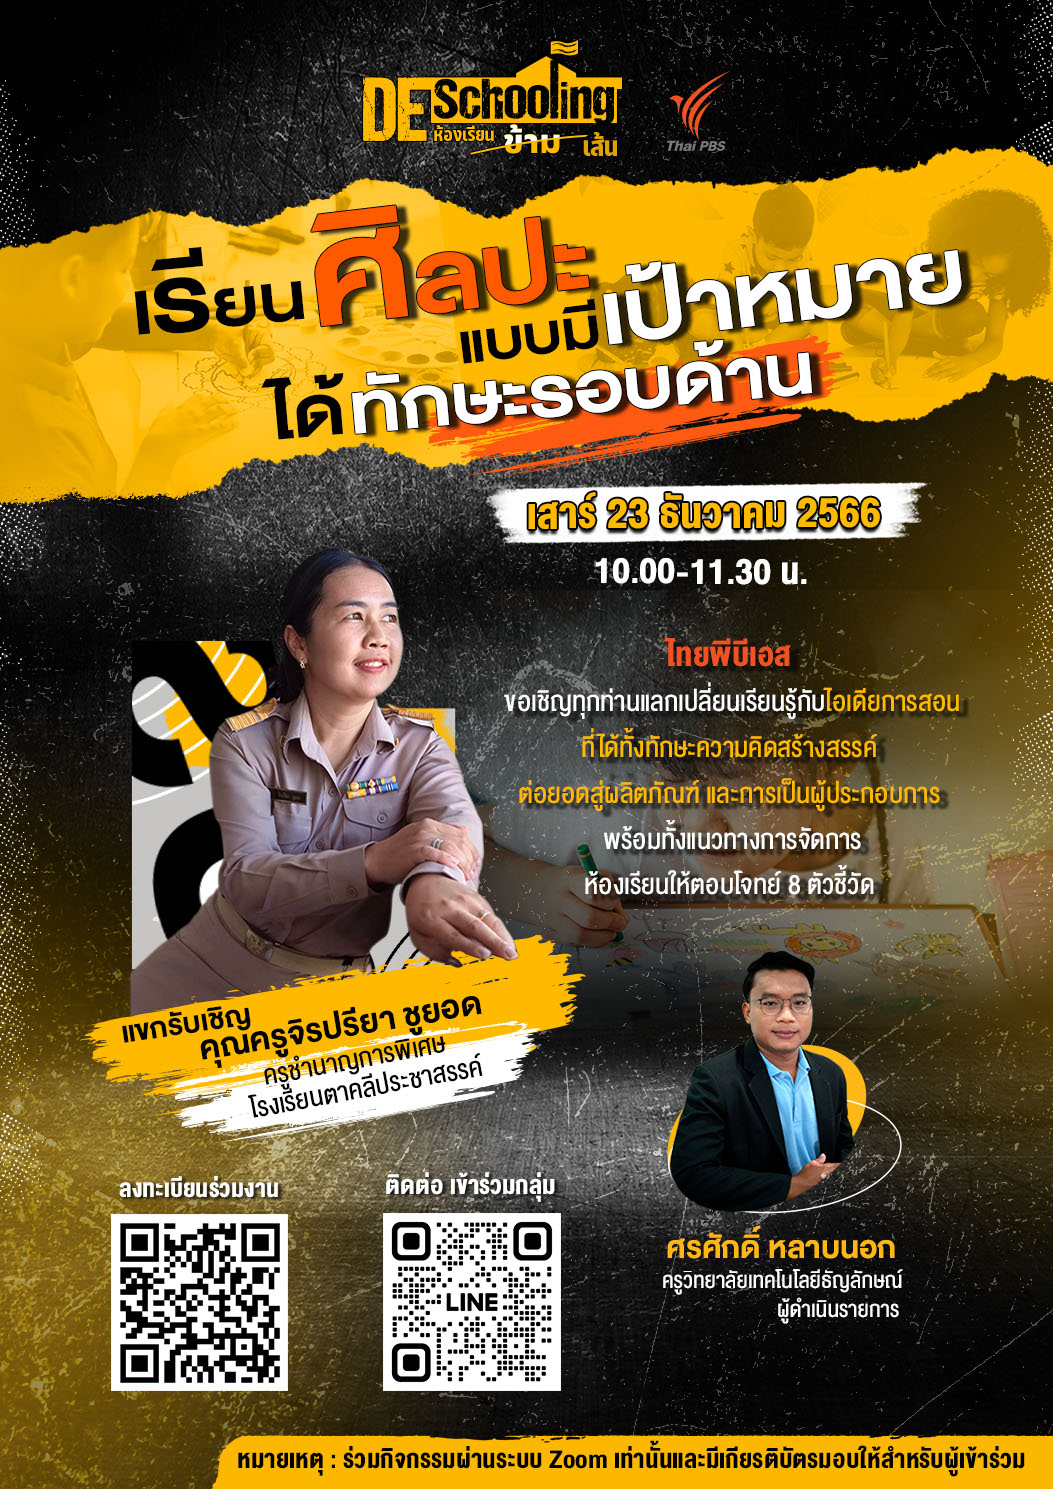 DESchooling
ห้องเรียน ข้าม เส้น
Thai PBS
เรียนศิลปะ
แบบมีเป้าหมาย
ได้ทักษะรอบด้าน
เสาร์ 23 ธันวาคม 2566
10.00-11.30 น.
ไทยพีบีเอส
ขอเชิญทุกท่านแลกเปลี่ยนเรียนรู้กับไอเดียการสอน
ที่ได้ทั้งทักษะความคิดสร้างสรรค์
ต่อยอดสู่ผลิตภัณฑ์ และการเป็นผู้ประกอบการ
พร้อมทั้งแนวทางการจัดการ
ห้องเรียนให้ตอบโจทย์ 8 ตัวชี้วัด
แขกรับเชิญ
คุณครูจิรปรียา ชูยอด
ครูชำนาญการพิเศษ
โรงเรียนตาคลีประชาสรรค์
ลงทะเบียนร่วมงาน
ติดต่อ เข้าร่วมกลุ่ม
LINE
ศรศักดิ์ หลาบนอก
ครูวิทยาลัยเทคโนโลยีธัญลักษณ์
ผู้ดำเนินรายการ
หมายเหตุ : ร่วมกิจกรรมผ่านระบบ Zoom เท่านั้นและมีเกียรติบัตรมอบให้สำหรับผู้เข้าร่วม